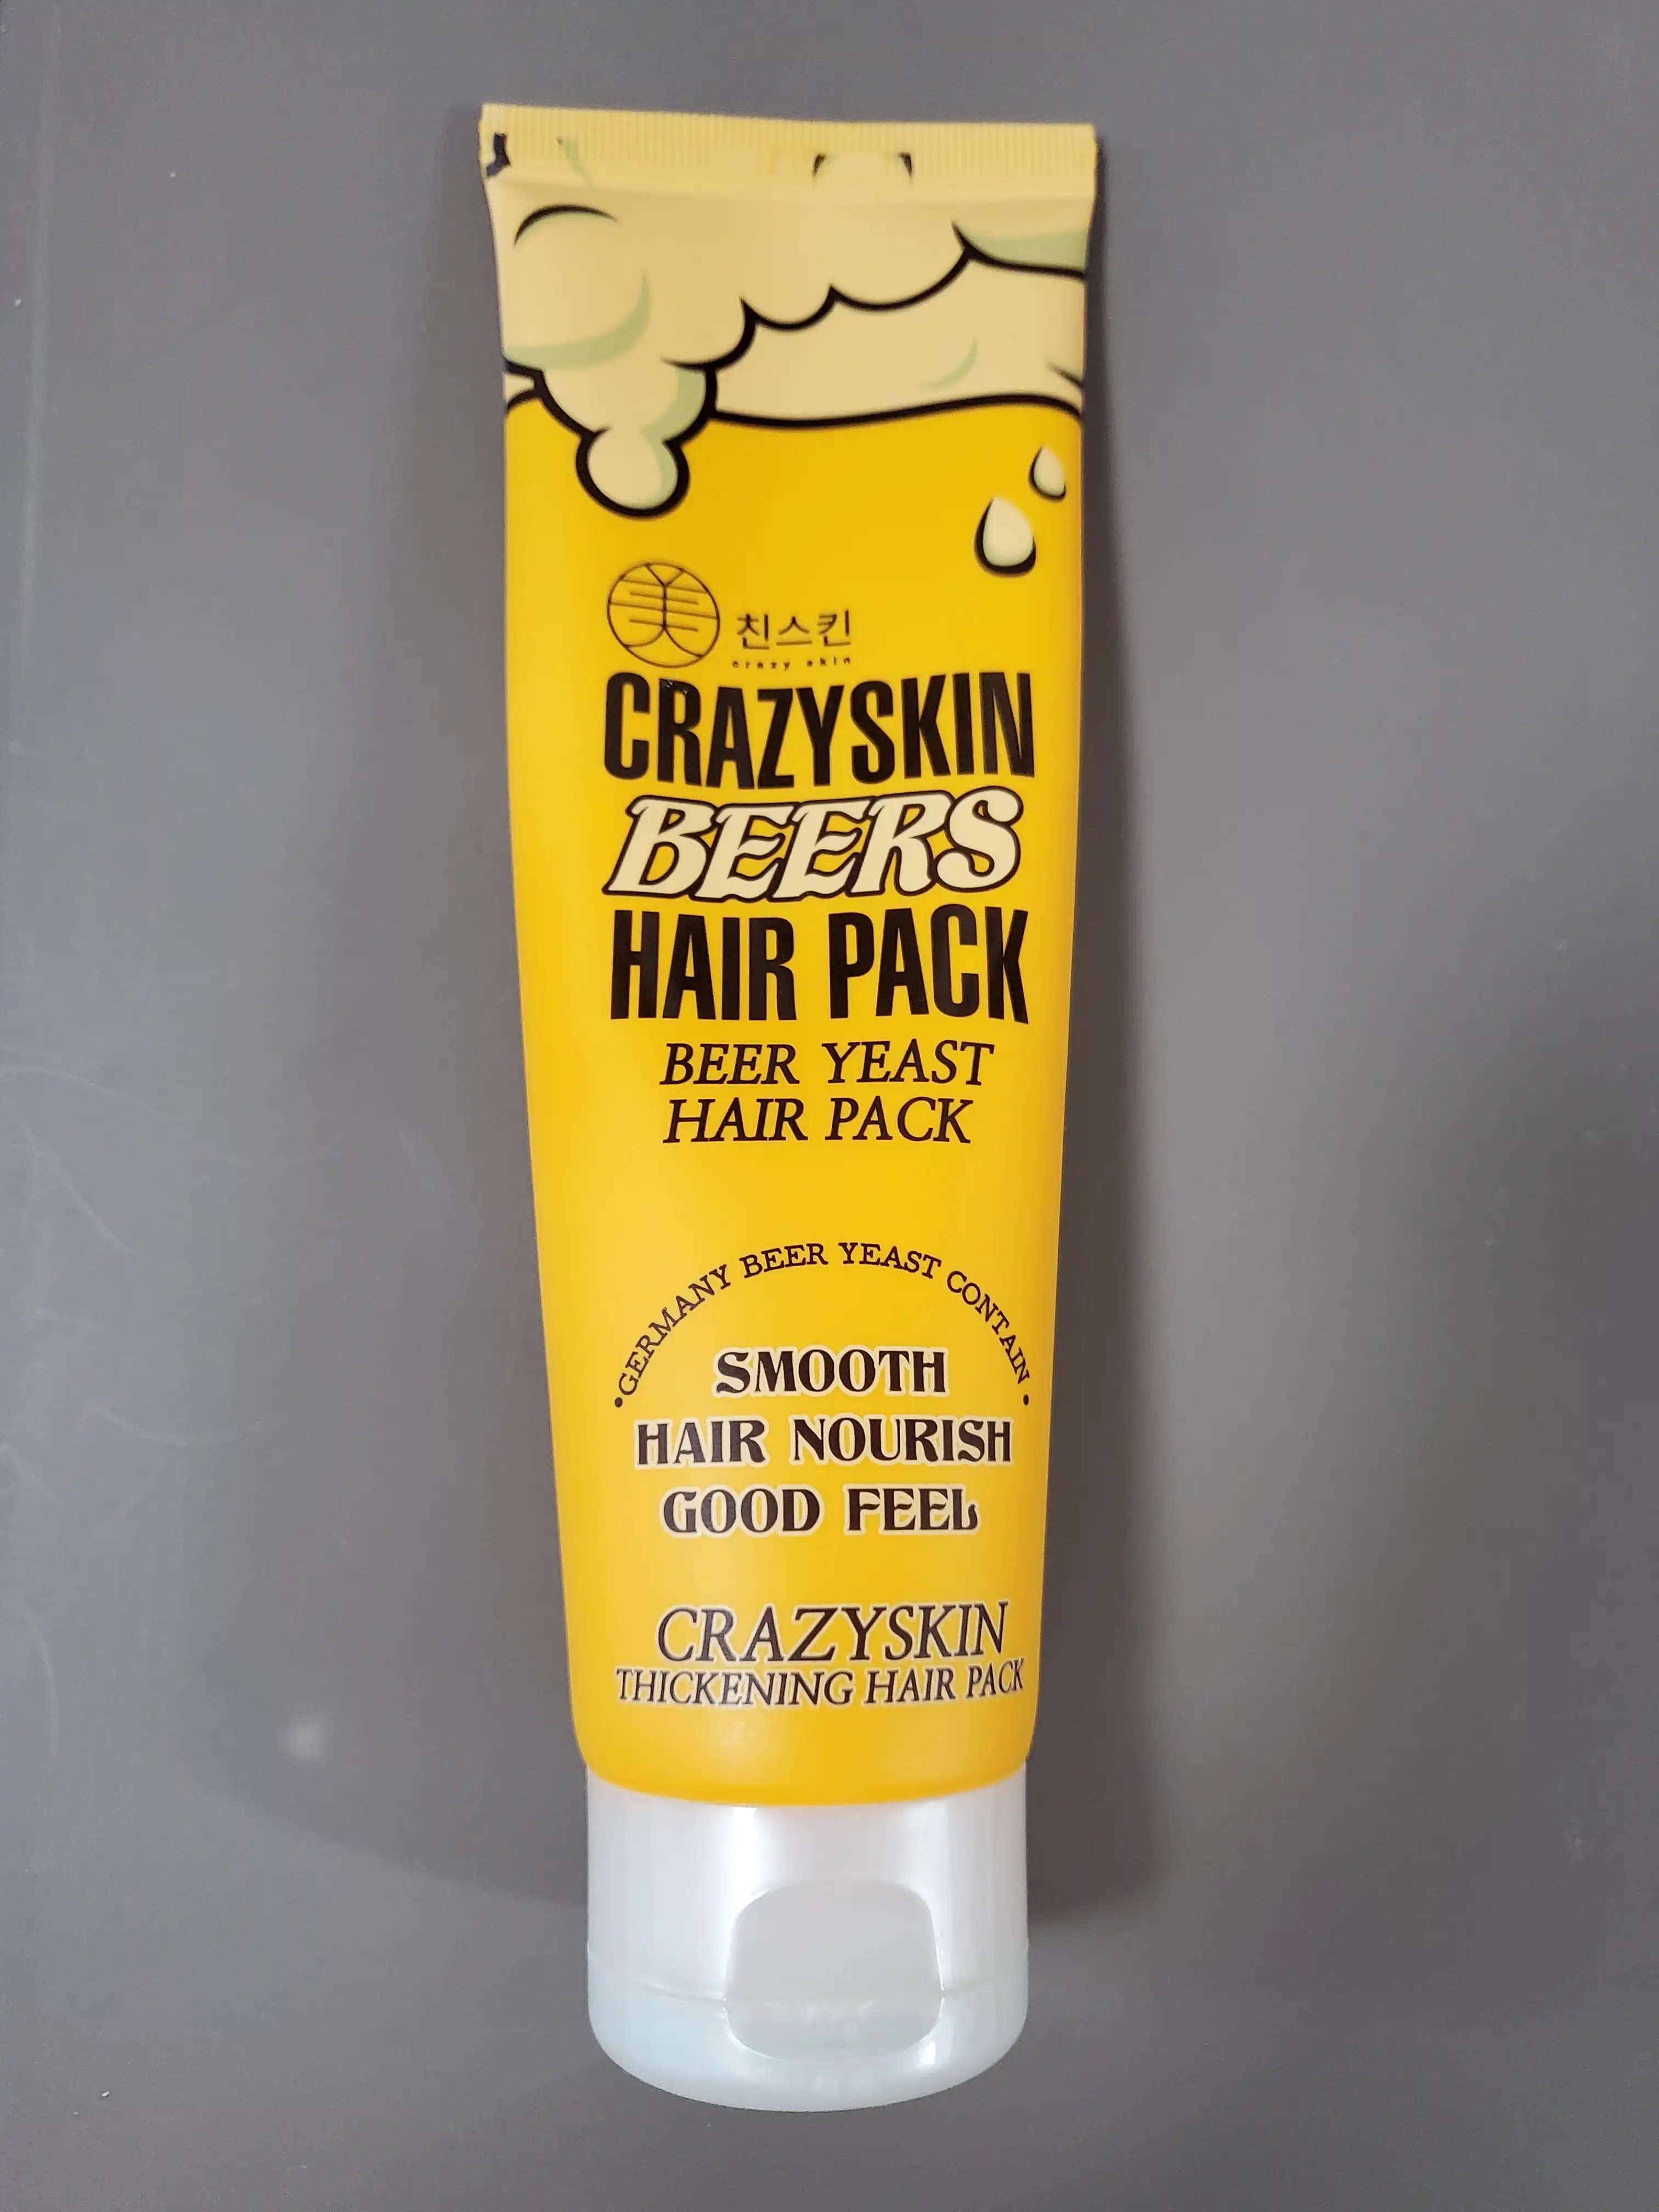 美 친스킨
crazy skin
CRAZYSKIN
BEERS
HAIR PACK
BEER YEAST
HAIR PACK
•GERMANY BEER YEAST CONTAIN•
SMOOTH
HAIR NOURISH
GOOD FEEL
CRAZYSKIN
THICKENING HAIR PACK